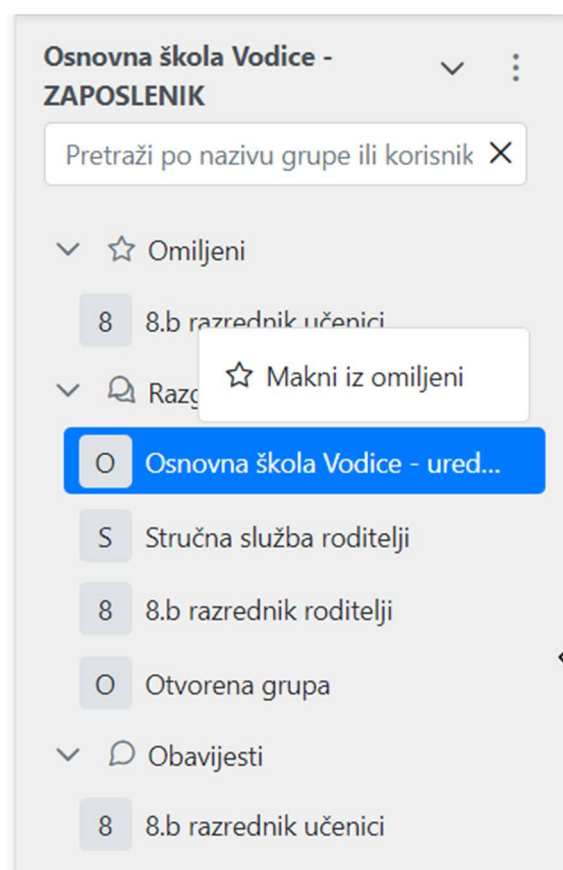 Osnovna škola Vodice -
ZAPOSLENIK
Pretraži po nazivu grupe ili korisnik
Omiljeni
8 8.b razrednik učenici
Makni iz omiljeni
Razg
O Osnovna škola Vodice - ured...
S Stručna služba roditelji
8 8.b razrednik roditelji
O Otvorena grupa
Obavijesti
8 8.b razrednik učenici